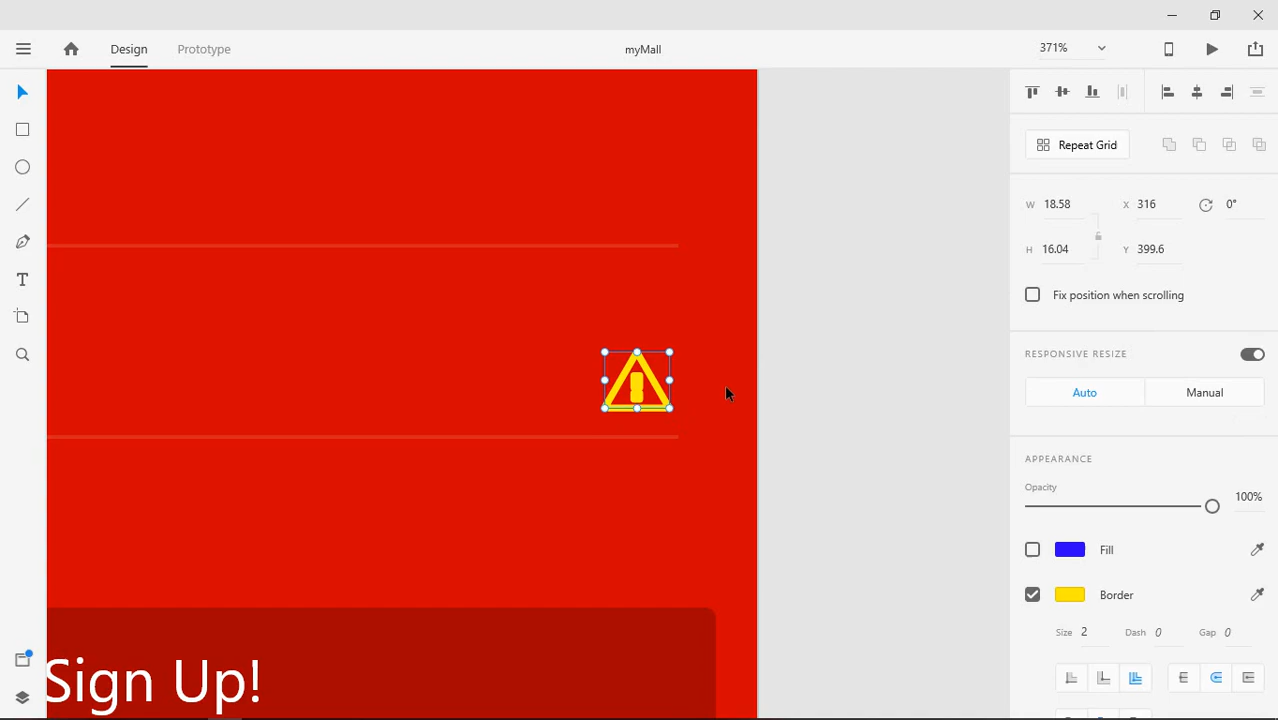 Design
Prototype
myMall
371%
Repeat Grid
W 18.58
X 316
0°
H 16.04
Y 399.6
Fix position when scrolling
RESPONSIVE RESIZE
Auto
Manual
APPEARANCE
Opacity
100%
Fill
Border
Size 2
Dash 0
Gap 0
Sign Up!